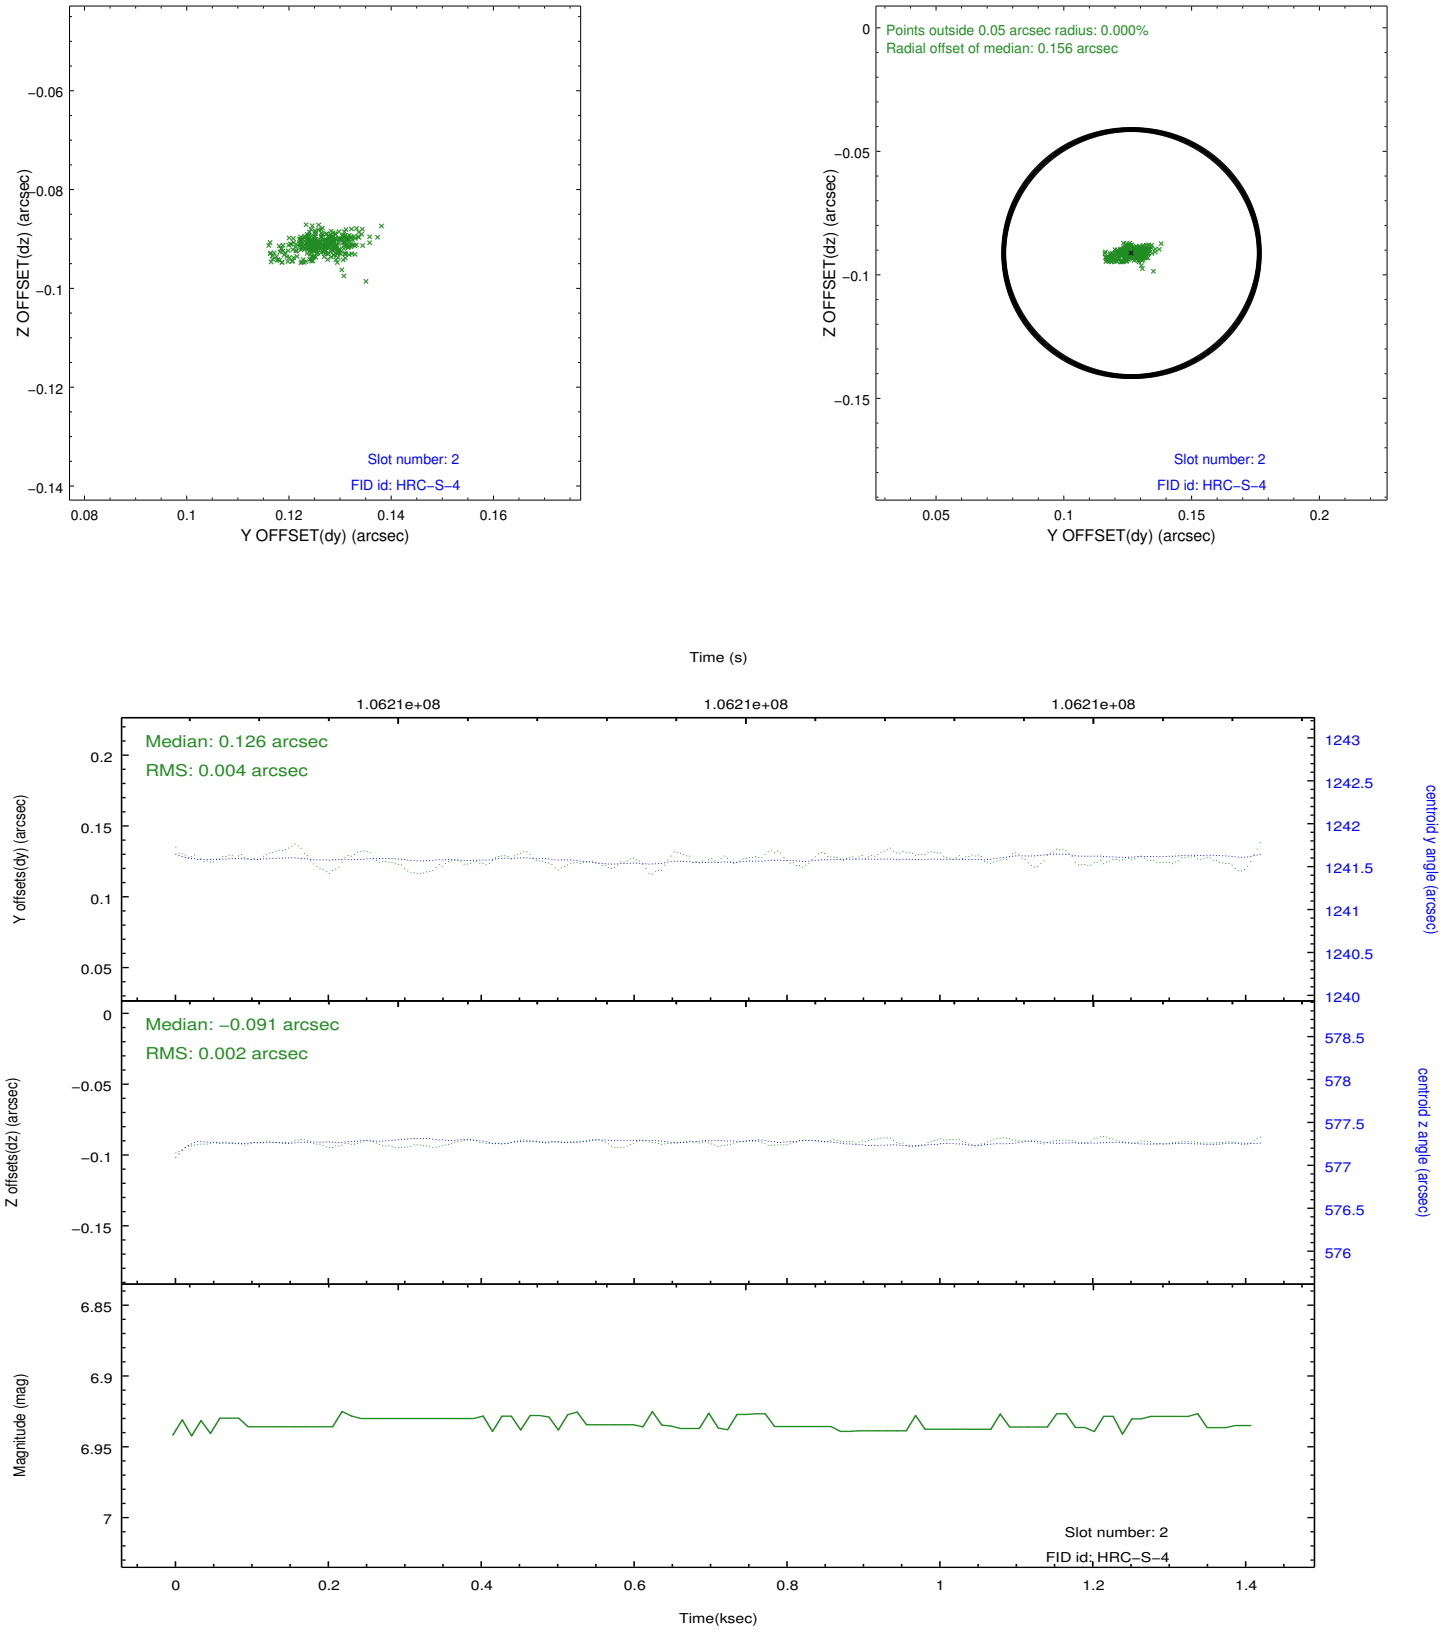 −0.06
−0.08
−0.1
−0.12
−0.14
Z OFFSET(dz) (arcsec)
Slot number: 2
FID id: HRC−S−4
0.08
0.1
0.12
0.14
0.16
Y OFFSET(dy) (arcsec)
Points outside 0.05 arcsec radius: 0.000%
Radial offset of median: 0.156 arcsec
0
−0.05
−0.1
−0.15
Z OFFSET(dz) (arcsec)
Slot number: 2
FID id: HRC−S−4
0.05
0.1
0.15
0.2
Y OFFSET(dy) (arcsec)
Time (s)
1.0621e+08
1.0621e+08
1.0621e+08
Median: 0.126 arcsec
RMS: 0.004 arcsec
0.2
0.15
0.1
0.05
Y offsets(dy) (arcsec)
1243
1242.5
1242
1241.5
1241
1240.5
1240
centroid y angle (arcsec)
Median: −0.091 arcsec
RMS: 0.002 arcsec
0
−0.05
−0.1
−0.15
Z offsets(dz) (arcsec)
578.5
578
577.5
577
576.5
576
centroid z angle (arcsec)
6.85
6.9
6.95
7
Magnitude (mag)
Slot number: 2
FID id: HRC−S−4
0
0.2
0.4
0.6
0.8
1
1.2
1.4
Time(ksec)